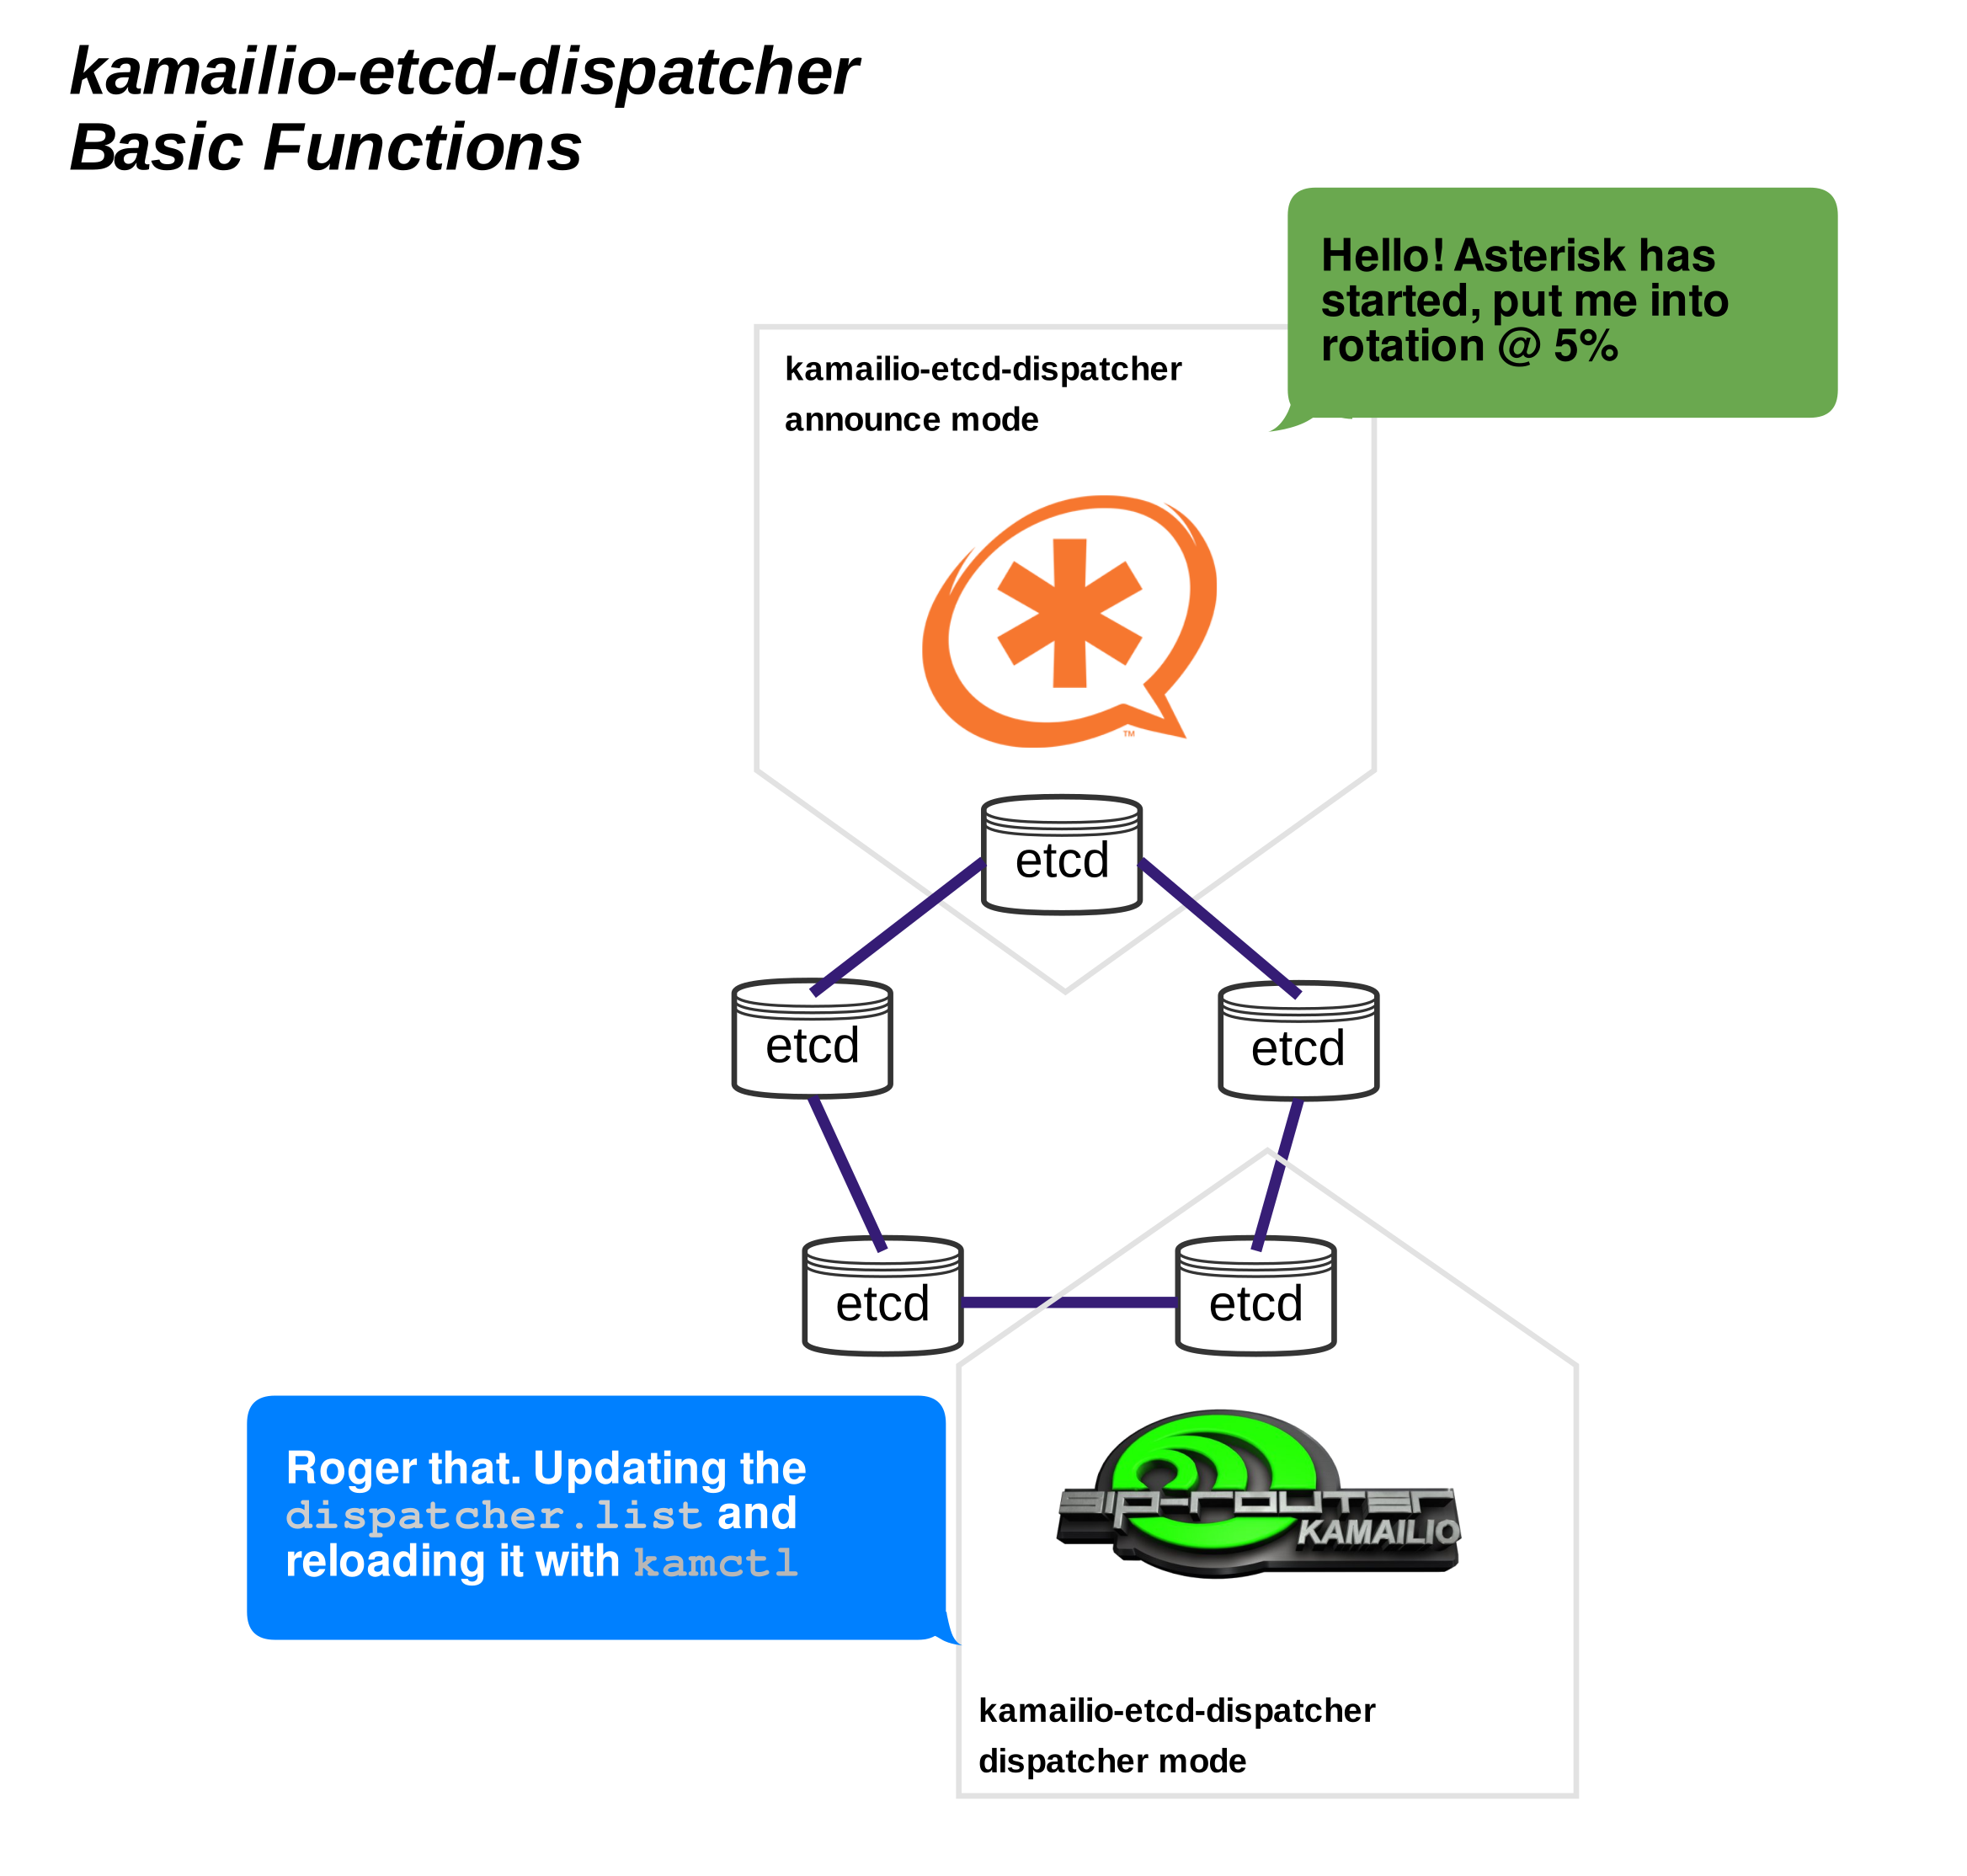 kamailio-etcd-dispatcher
Basic Functions
Hello! Asterisk has
started, put me into
rotation @ 5%
kamailio-etcd-dispatcher
announce mode
TM
etcd
etcd
etcd
etcd
etcd
Roger that. Updating the
dispatcher.list and
reloading it with kamctl
SIP-ROUTER
KAMAILIO
kamailio-etcd-dispatcher
dispatcher mode